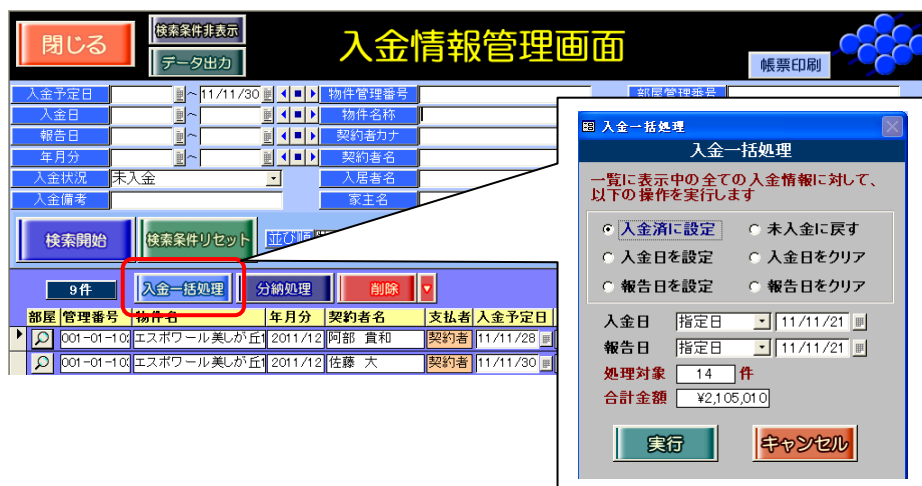 閉じる
検索条件非表示
データ出力
入金情報管理画面
帳票印刷
入金予定日 ～ 11/11/30 物件管理番号 部屋管理番号
入金日 ～ 物件名称
報告日 ～ 契約者カナ
年月分 ～ 契約者名
入金状況 未入金 入居者名
入金備考 家主名
検索開始
検索条件リセット
並び順
9件
入金一括処理
分納処理
削除
部屋 管理番号 物件名 年月分 契約者名 支払者 入金予定日
001-01-10 エスポワール美しが丘1 2011/12 阿部 貴和 契約者 11/11/28
001-01-10 エスポワール美しが丘1 2011/12 佐藤 大 契約者 11/11/30
入金一括処理
入金一括処理
一覧に表示中の全ての入金情報に対して、
以下の操作を実行します
入金済に設定 未入金に戻す
入金日を設定 入金日をクリア
報告日を設定 報告日をクリア
入金日 指定日 11/11/21
報告日 指定日 11/11/21
処理対象 14 件
合計金額 ¥2,105,010
実行
キャンセル